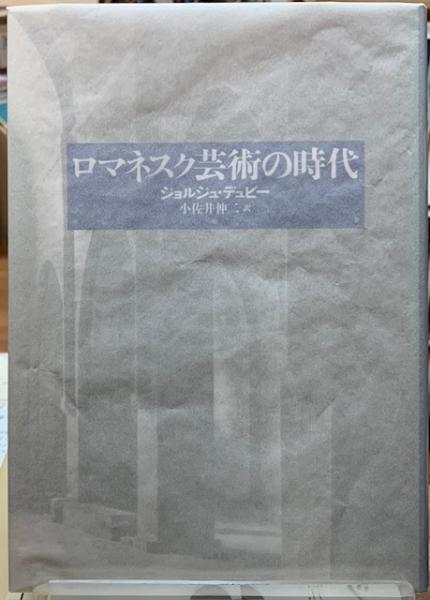 ロマネスク芸術の時代
ジョルジュ・デュビー
小佐井伸二 訳